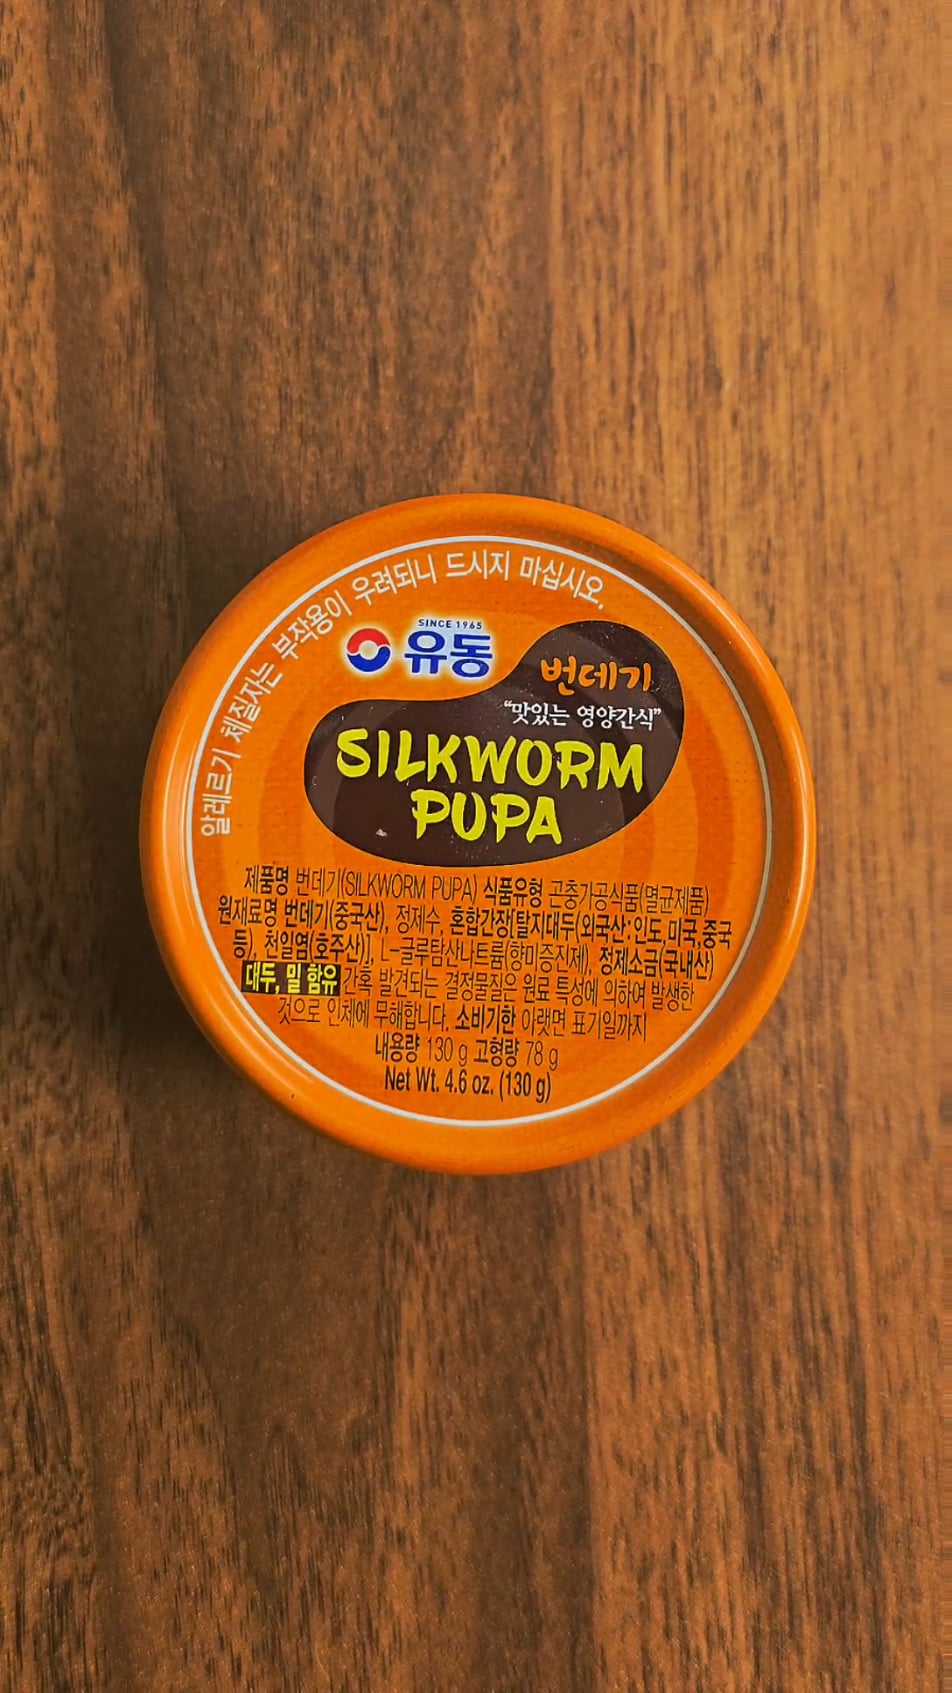 알레르기 체질자는 부작용이 우려되니 드시지 마십시오.
SINCE 1965
유동
번데기
“맛있는 영양간식”
SILKWORM
PUPA
제품명 번데기(SILKWORM PUPA) 식품유형 곤충가공식품(멸균제품)
원재료명 번데기(중국산), 정제수, 혼합간장[탈지대두(외국산:인도,미국,중국
등), 천일염(호주산)], L-글루탐산나트륨(향미증진제), 정제소금(국내산)
대두, 밀 함유 간혹 발견되는 결정물질은 원료 특성에 의하여 발생한
것으로 인체에 무해합니다. 소비기한 아랫면 표기일까지
내용량 130 g 고형량 78 g
Net Wt. 4.6 oz. (130 g)